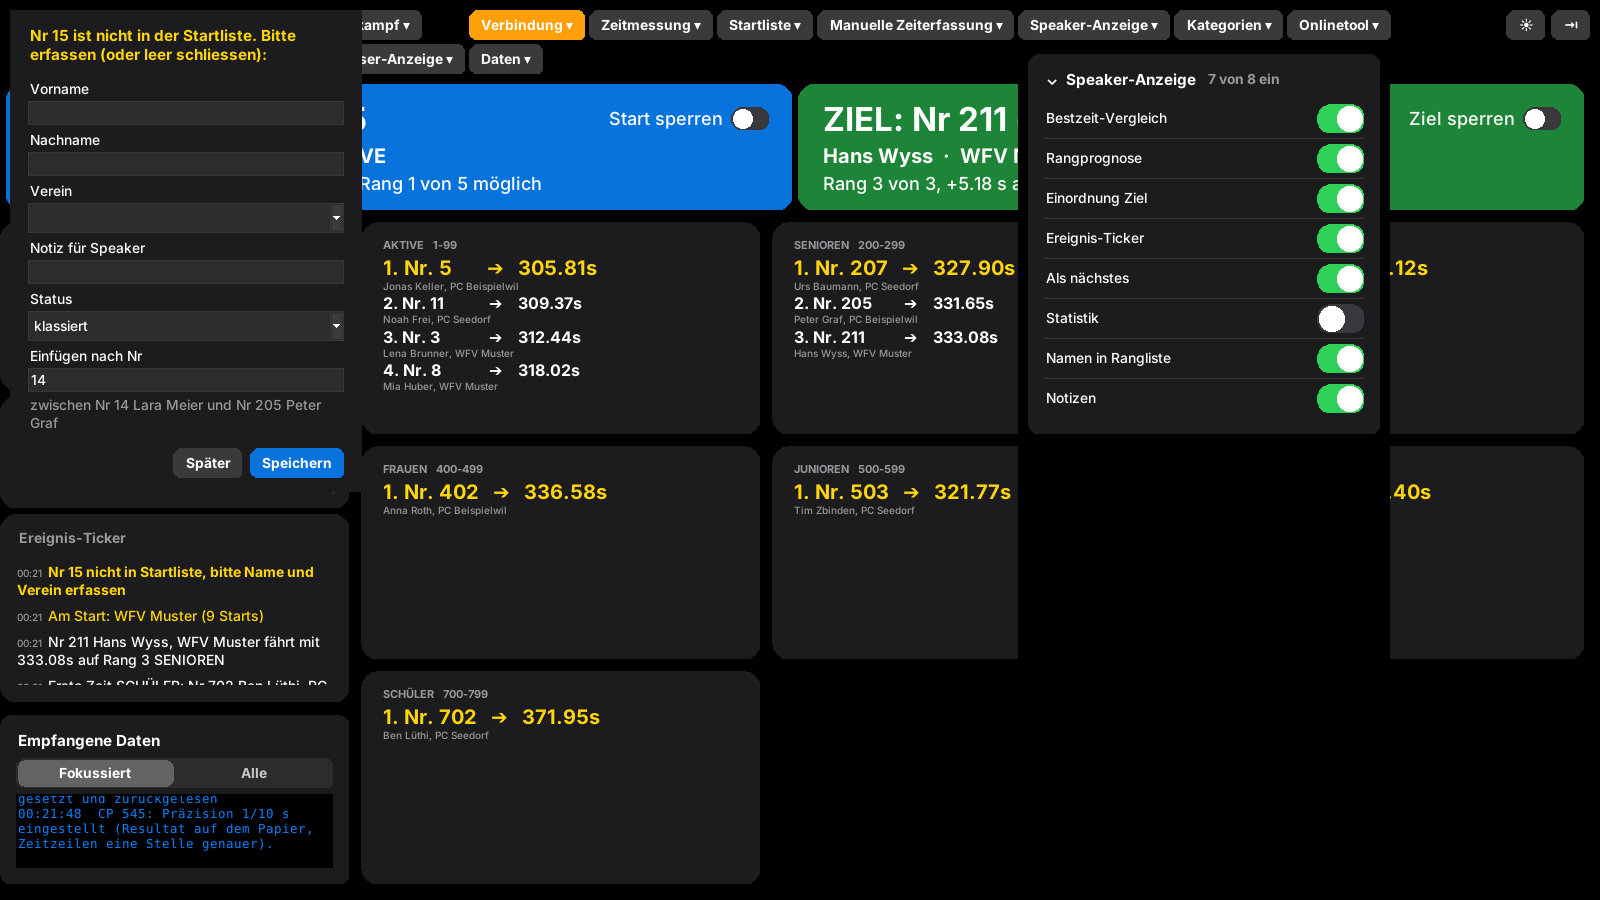 Nr 15 ist nicht in der Startliste. Bitte
erfassen (oder leer schliessen):
Vorname
Nachname
Verein
Notiz für Speaker
Status
klassiert
Einfügen nach Nr
14
zwischen Nr 14 Lara Meier und Nr 205 Peter
Graf
Später
Speichern
Verbindung ▾
Zeitmessung ▾
Startliste ▾
Manuelle Zeiterfassung ▾
Speaker-Anzeige ▾
Kategorien ▾
Onlinetool ▾
ser-Anzeige ▾
Daten ▾
VE
Rang 1 von 5 möglich
Start sperren
ZIEL: Nr 211
Hans Wyss · WFV
Rang 3 von 3, +5.18 s
Ziel sperren
Speaker-Anzeige 7 von 8 ein
Bestzeit-Vergleich
Rangprognose
Einordnung Ziel
Ereignis-Ticker
Als nächstes
Statistik
Namen in Rangliste
Notizen
AKTIVE 1-99
1. Nr. 5 → 305.81s
Jonas Keller, PC Beispielwil
2. Nr. 11 → 309.37s
Noah Frei, PC Seedorf
3. Nr. 3 → 312.44s
Lena Brunner, WFV Muster
4. Nr. 8 → 318.02s
Mia Huber, WFV Muster
SENIOREN 200-299
1. Nr. 207 → 327.90s
Urs Baumann, PC Seedorf
2. Nr. 205 → 331.65s
Peter Graf, PC Beispielwil
3. Nr. 211 → 333.08s
Hans Wyss, WFV Muster
.12s
FRAUEN 400-499
1. Nr. 402 → 336.58s
Anna Roth, PC Beispielwil
JUNIOREN 500-599
1. Nr. 503 → 321.77s
Tim Zbinden, PC Seedorf
.40s
SCHÜLER 700-799
1. Nr. 702 → 371.95s
Ben Lüthi, PC Seedorf
Ereignis-Ticker
00:21 Nr 15 nicht in Startliste, bitte Name und
Verein erfassen
00:21 Am Start: WFV Muster (9 Starts)
00:21 Nr 211 Hans Wyss, WFV Muster fährt mit
333.08s auf Rang 3 SENIOREN
Erste Zeit SCHÜLER: Nr 702 Ben Lüthi, PC
Empfangene Daten
Fokussiert
Alle
gesetzt und zurückgelesen
00:21:48 CP 545: Präzision 1/10 s
eingestellt (Resultat auf dem Papier,
Zeitzeilen eine Stelle genauer).